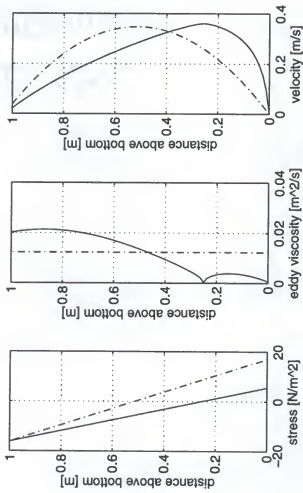 distance above bottom [m]
1
0.8
0.6
0.4
0.2
0
-20 0 20
stress [N/m^2]
distance above bottom [m]
1
0.8
0.6
0.4
0.2
0
0 0.02 0.04
eddy viscosity [m^2/s]
distance above bottom [m]
1
0.8
0.6
0.4
0.2
0
0 0.2 0.4
velocity [m/s]